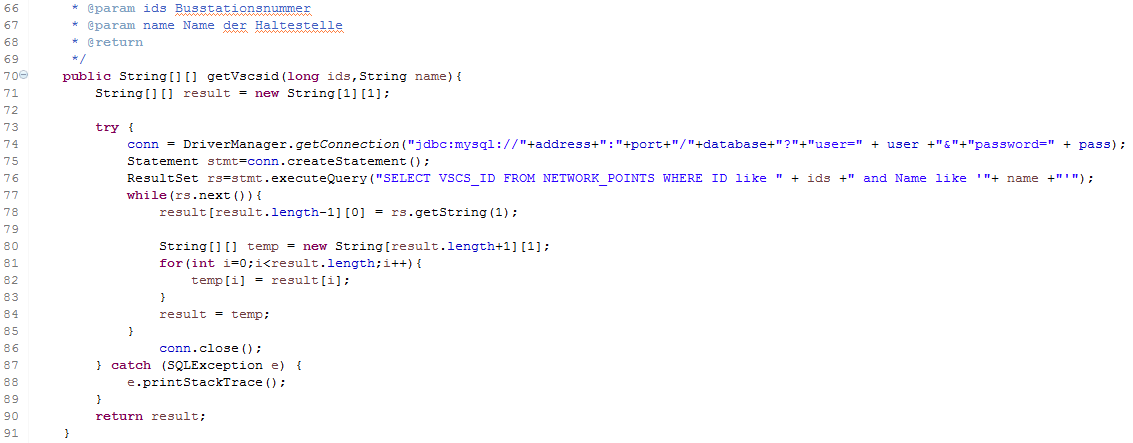 66      * @param ids Busstationsnummer
67      * @param name Name der Haltestelle
68      * @return
69      */
70     public String[][] getVscsid(long ids,String name){
71         String[][] result = new String[1][1];
72
73         try {
74             conn = DriverManager.getConnection("jdbc:mysql://"+address+":"+port+"/"+database+"?"+"user=" + user +"&"+"password=" + pass);
75             Statement stmt=conn.createStatement();
76             ResultSet rs=stmt.executeQuery("SELECT VSCS_ID FROM NETWORK_POINTS WHERE ID like " + ids +" and Name like '"+ name +"'");
77             while(rs.next()){
78                 result[result.length-1][0] = rs.getString(1);
79
80                 String[][] temp = new String[result.length+1][1];
81                 for(int i=0;i<result.length;i++){
82                     temp[i] = result[i];
83                 }
84                 result = temp;
85             }
86                 conn.close();
87         } catch (SQLException e) {
88             e.printStackTrace();
89         }
90         return result;
91     }